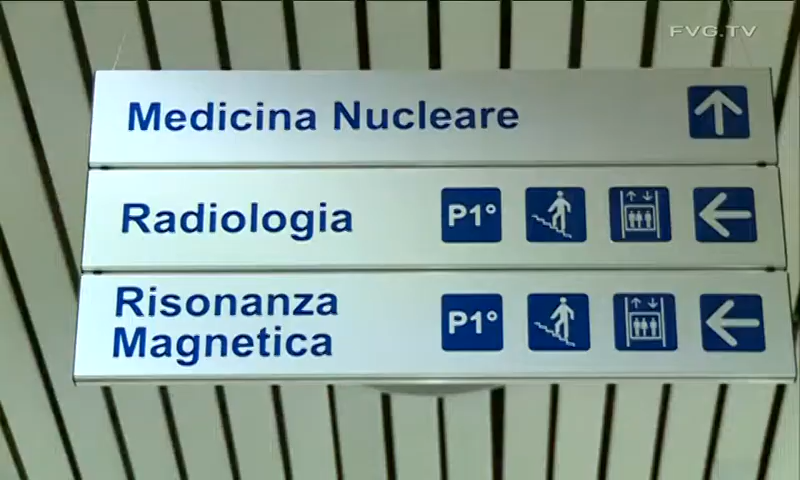 FVG.TV
Medicina Nucleare
Radiologia P1°
Risonanza
Magnetica P1°